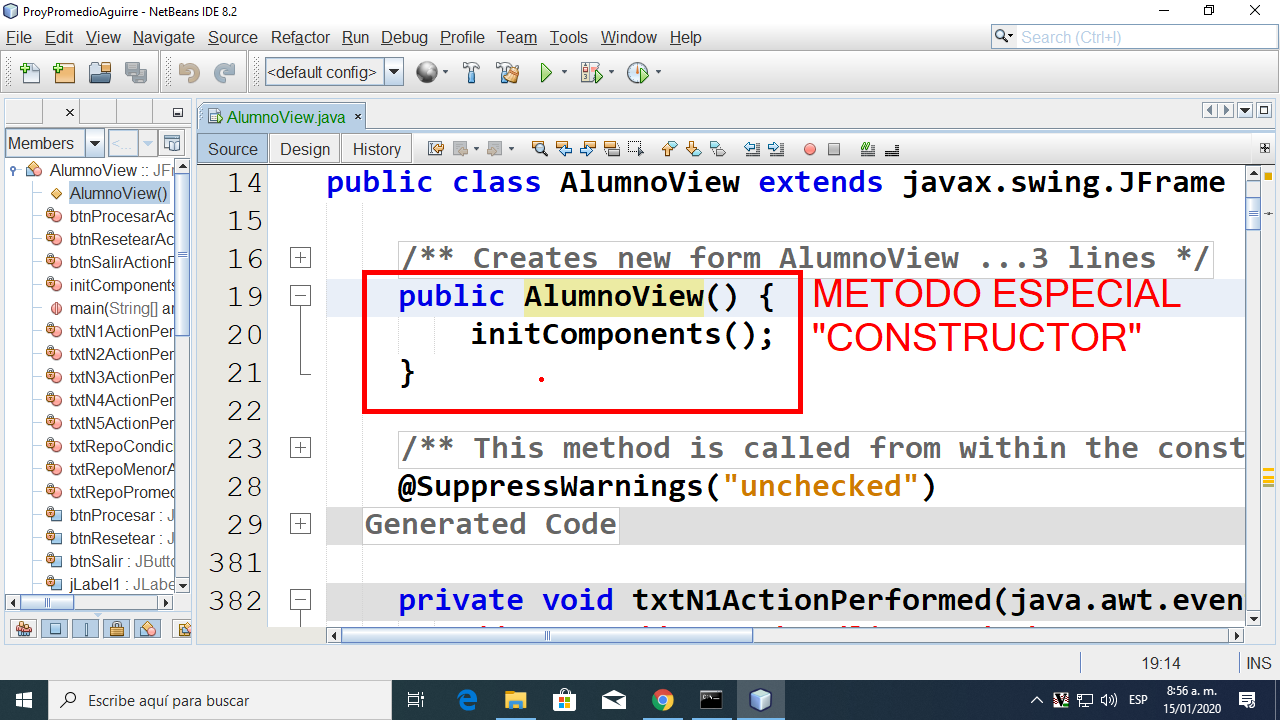 ProyPromedioAguirre - NetBeans IDE 8.2
File Edit View Navigate Source Refactor Run Debug Profile Team Tools Window Help
Search (Ctrl+I)
<default config>
AlumnoView.java
Members
<...
Source Design History
AlumnoView :: JFr
AlumnoView()
btnProcesarAc
btnResetearAc
btnSalirActionP
initComponents
main(String[] ar
txtN1ActionPer
txtN2ActionPer
txtN3ActionPer
txtN4ActionPer
txtN5ActionPer
txtRepoCondic
txtRepoMenorA
txtRepoPromec
btnProcesar : J
btnResetear : J
btnSalir : JButto
jLabel1 : JLabe
14 public class AlumnoView extends javax.swing.JFrame
15
16 /** Creates new form AlumnoView ...3 lines */
19 public AlumnoView() {
20 initComponents();
21 }
22
23 /** This method is called from within the const
28 @SuppressWarnings("unchecked")
29 Generated Code
381
382 private void txtN1ActionPerformed(java.awt.even
METODO ESPECIAL
"CONSTRUCTOR"
19:14 INS
Escribe aquí para buscar
ESP
8:56 a. m.
15/01/2020